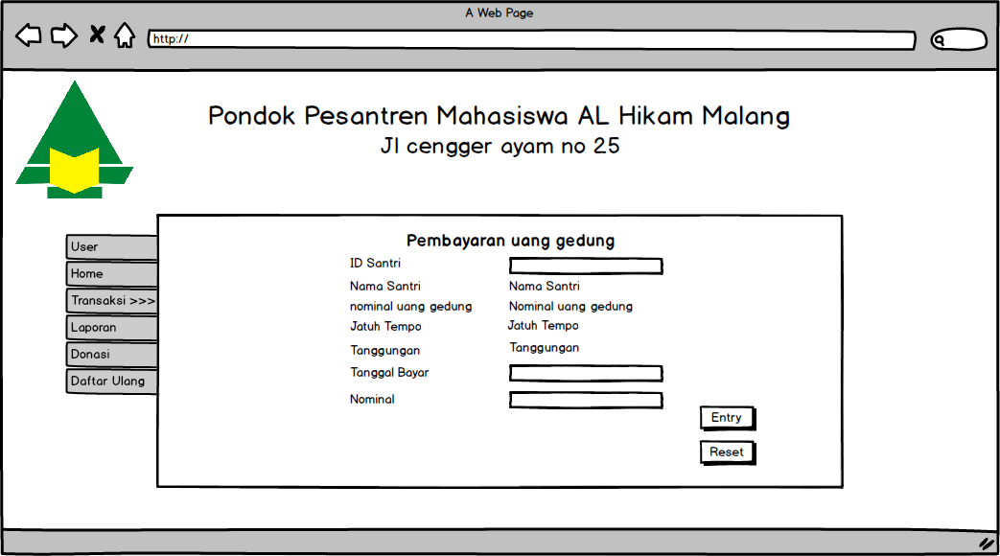 A Web Page
http://
Pondok Pesantren Mahasiswa AL Hikam Malang
Jl cengger ayam no 25
User
Home
Transaksi >>>
Laporan
Donasi
Daftar Ulang
Pembayaran uang gedung
ID Santri
Nama Santri Nama Santri
nominal uang gedung Nominal uang gedung
Jatuh Tempo Jatuh Tempo
Tanggungan Tanggungan
Tanggal Bayar
Nominal
Entry
Reset